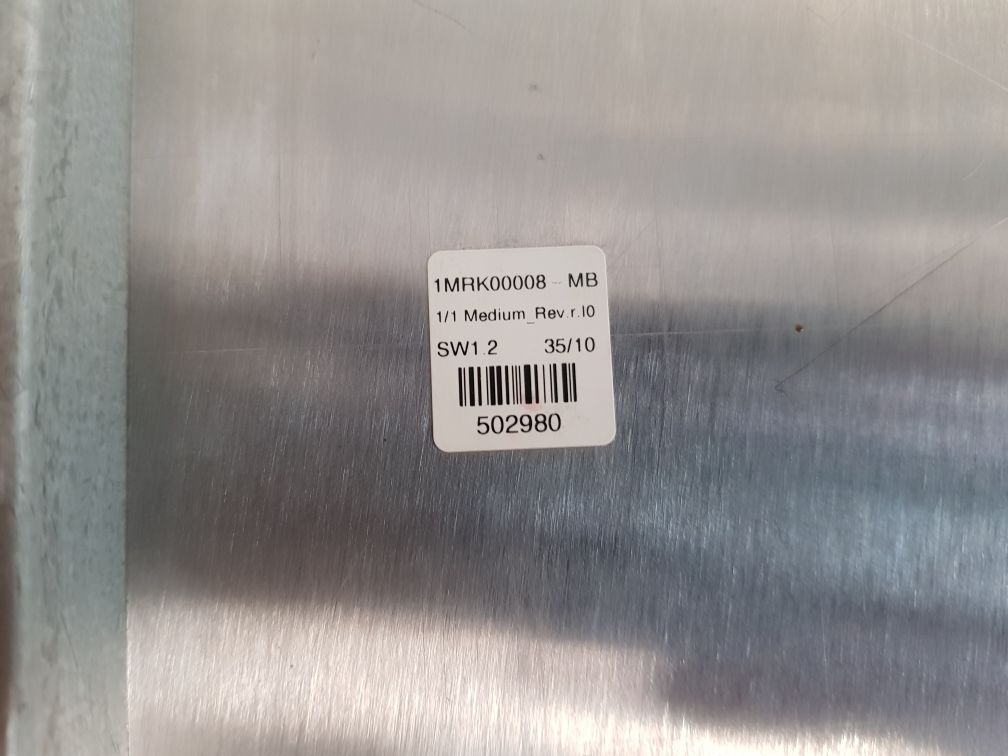 1MRK00008 - MB
1/1 Medium_Rev.r.I0
SW1.2 35/10
502980